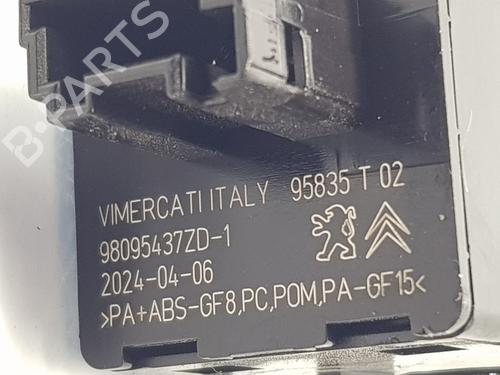 B-PARTS
VIMERCATI ITALY 95835 T 02
98095437ZD-1
2024-04-06
>PA+ABS-GF8,PC,POM,PA-GF15<